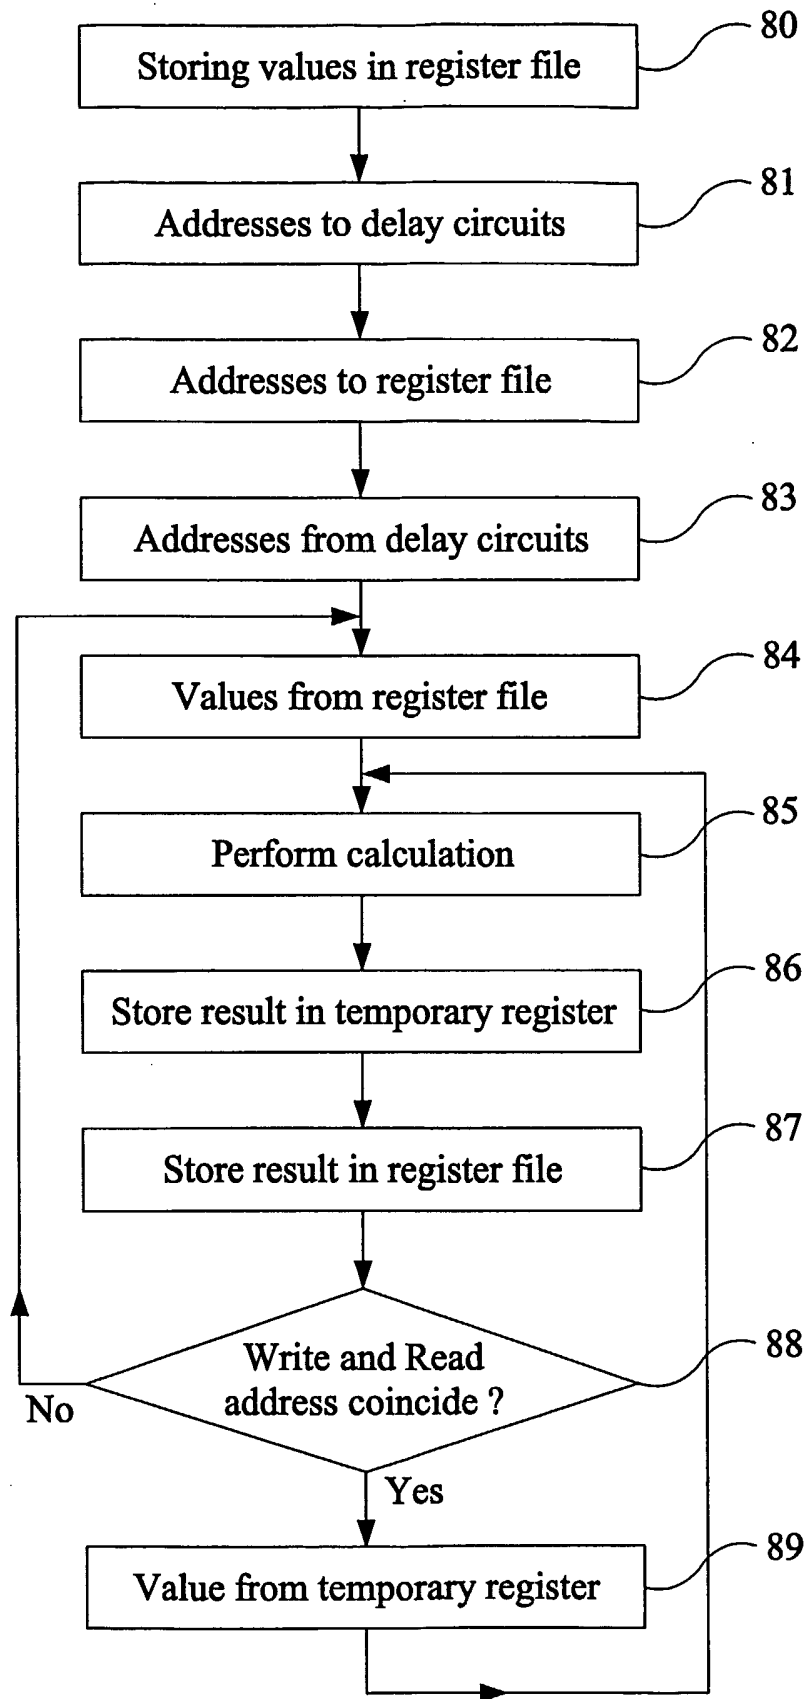 80
Storing values in register file
81
Addresses to delay circuits
82
Addresses to register file
83
Addresses from delay circuits
84
Values from register file
85
Perform calculation
86
Store result in temporary register
87
Store result in register file
88
Write and Read
address coincide ?
No
Yes
89
Value from temporary register